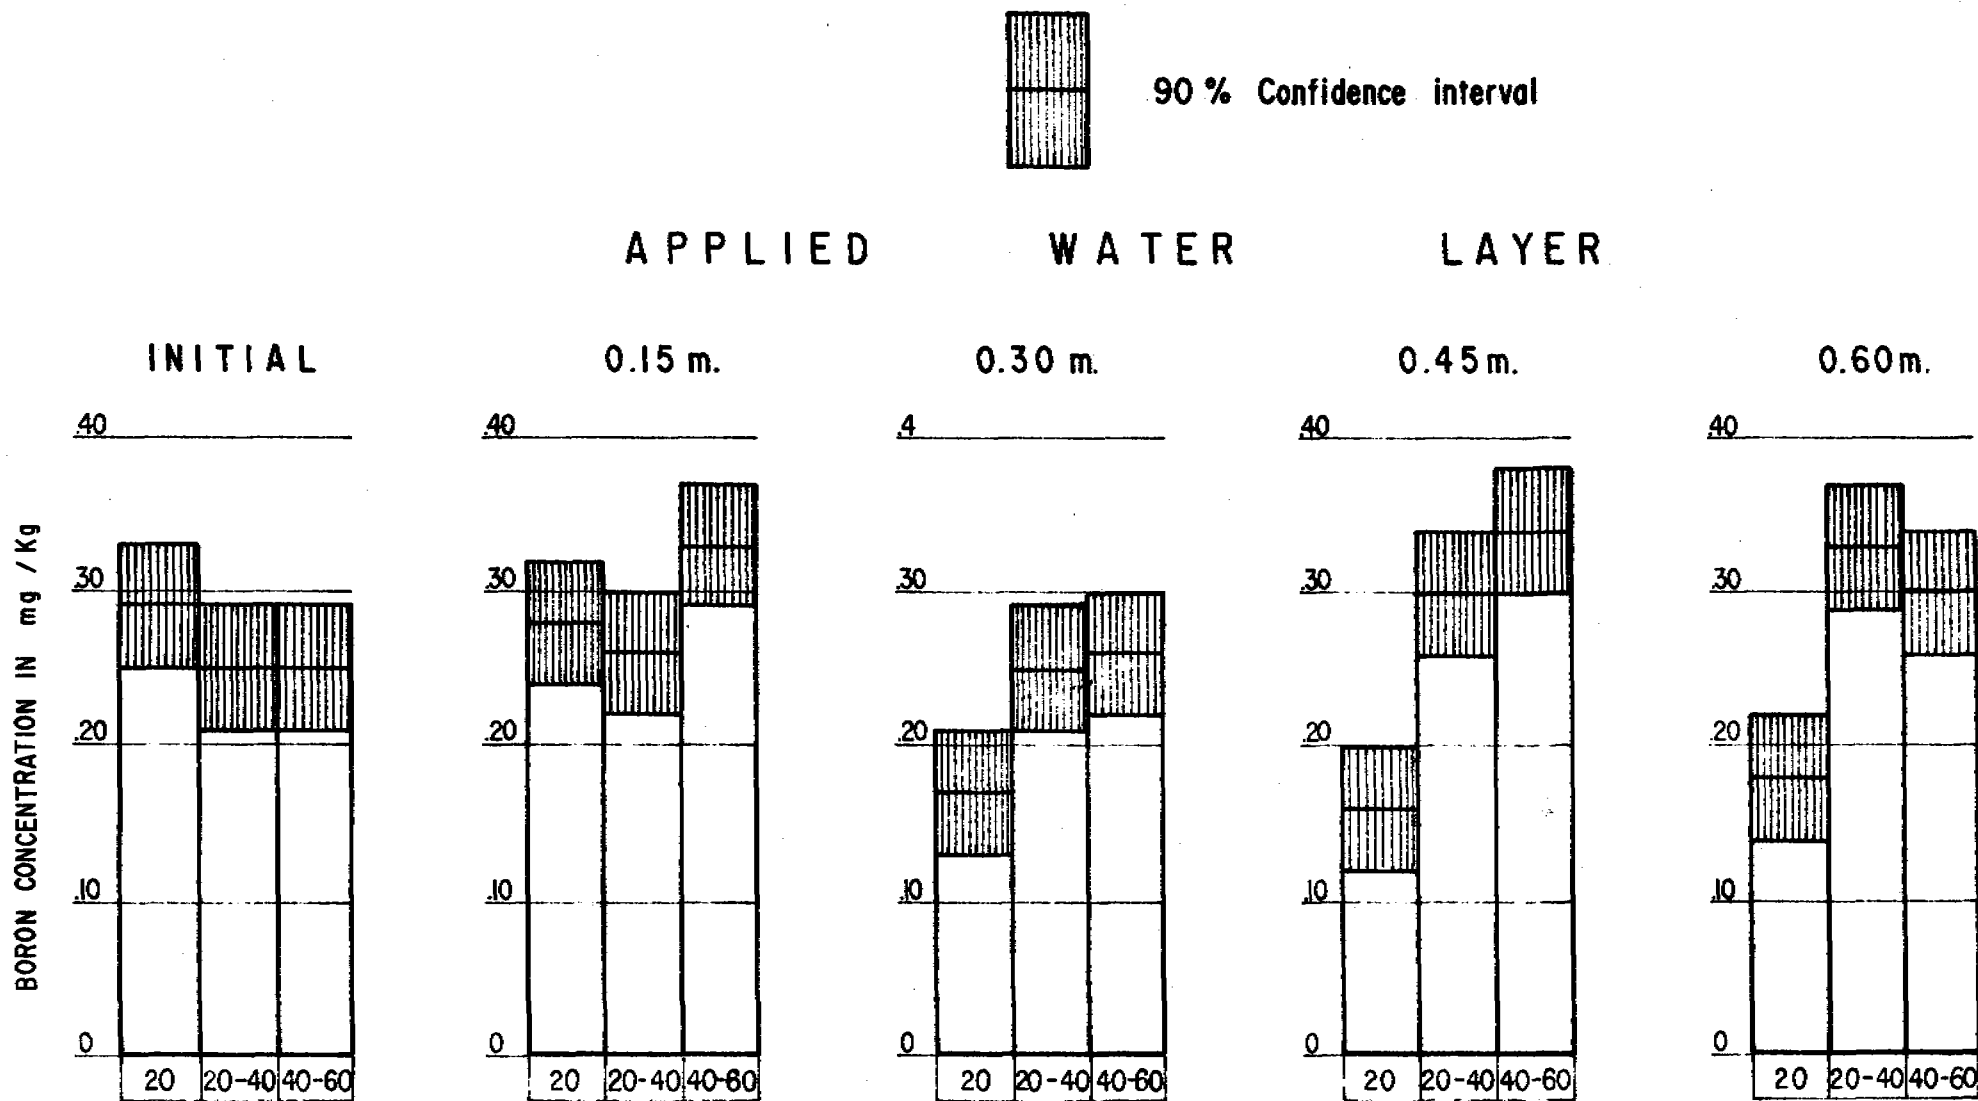 90 % Confidence interval
APPLIED WATER LAYER
INITIAL 0.15 m. 0.30 m. 0.45 m. 0.60 m.
.40 .40 .4 .40 .40
.30 .30 .30 .30 .30
.20 .20 .20 .20 .20
.10 .10 .10 .10
0 0 0 0 0
20 20-40 40-60 20 20-40 40-60 20 20-40 40-60 20 20-40 40-60 20 20-40 40-60
BORON CONCENTRATION IN mg / Kg